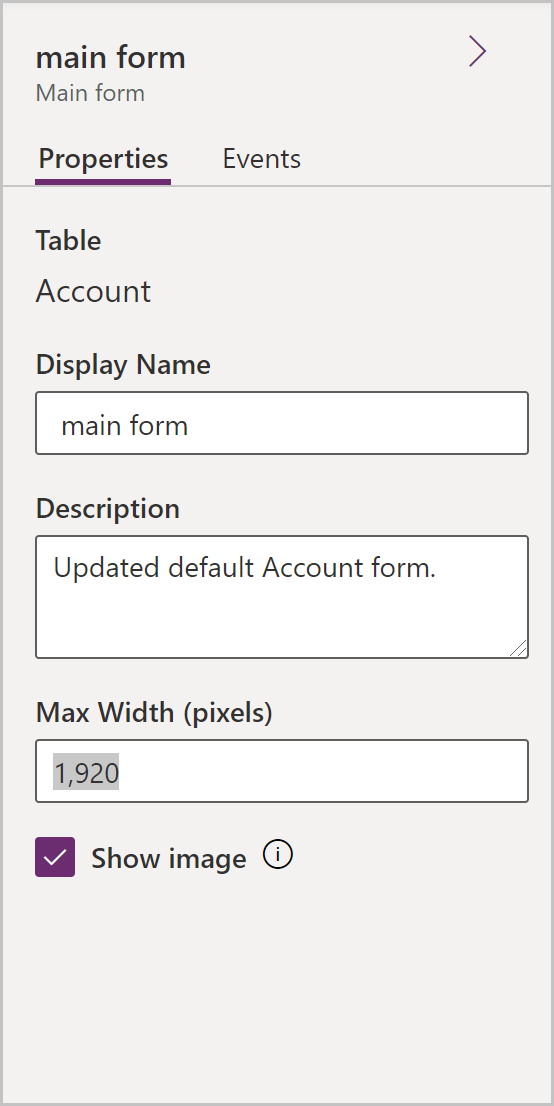 main form
Main form
Properties Events
Table
Account
Display Name
main form
Description
Updated default Account form.
Max Width (pixels)
1,920
Show image